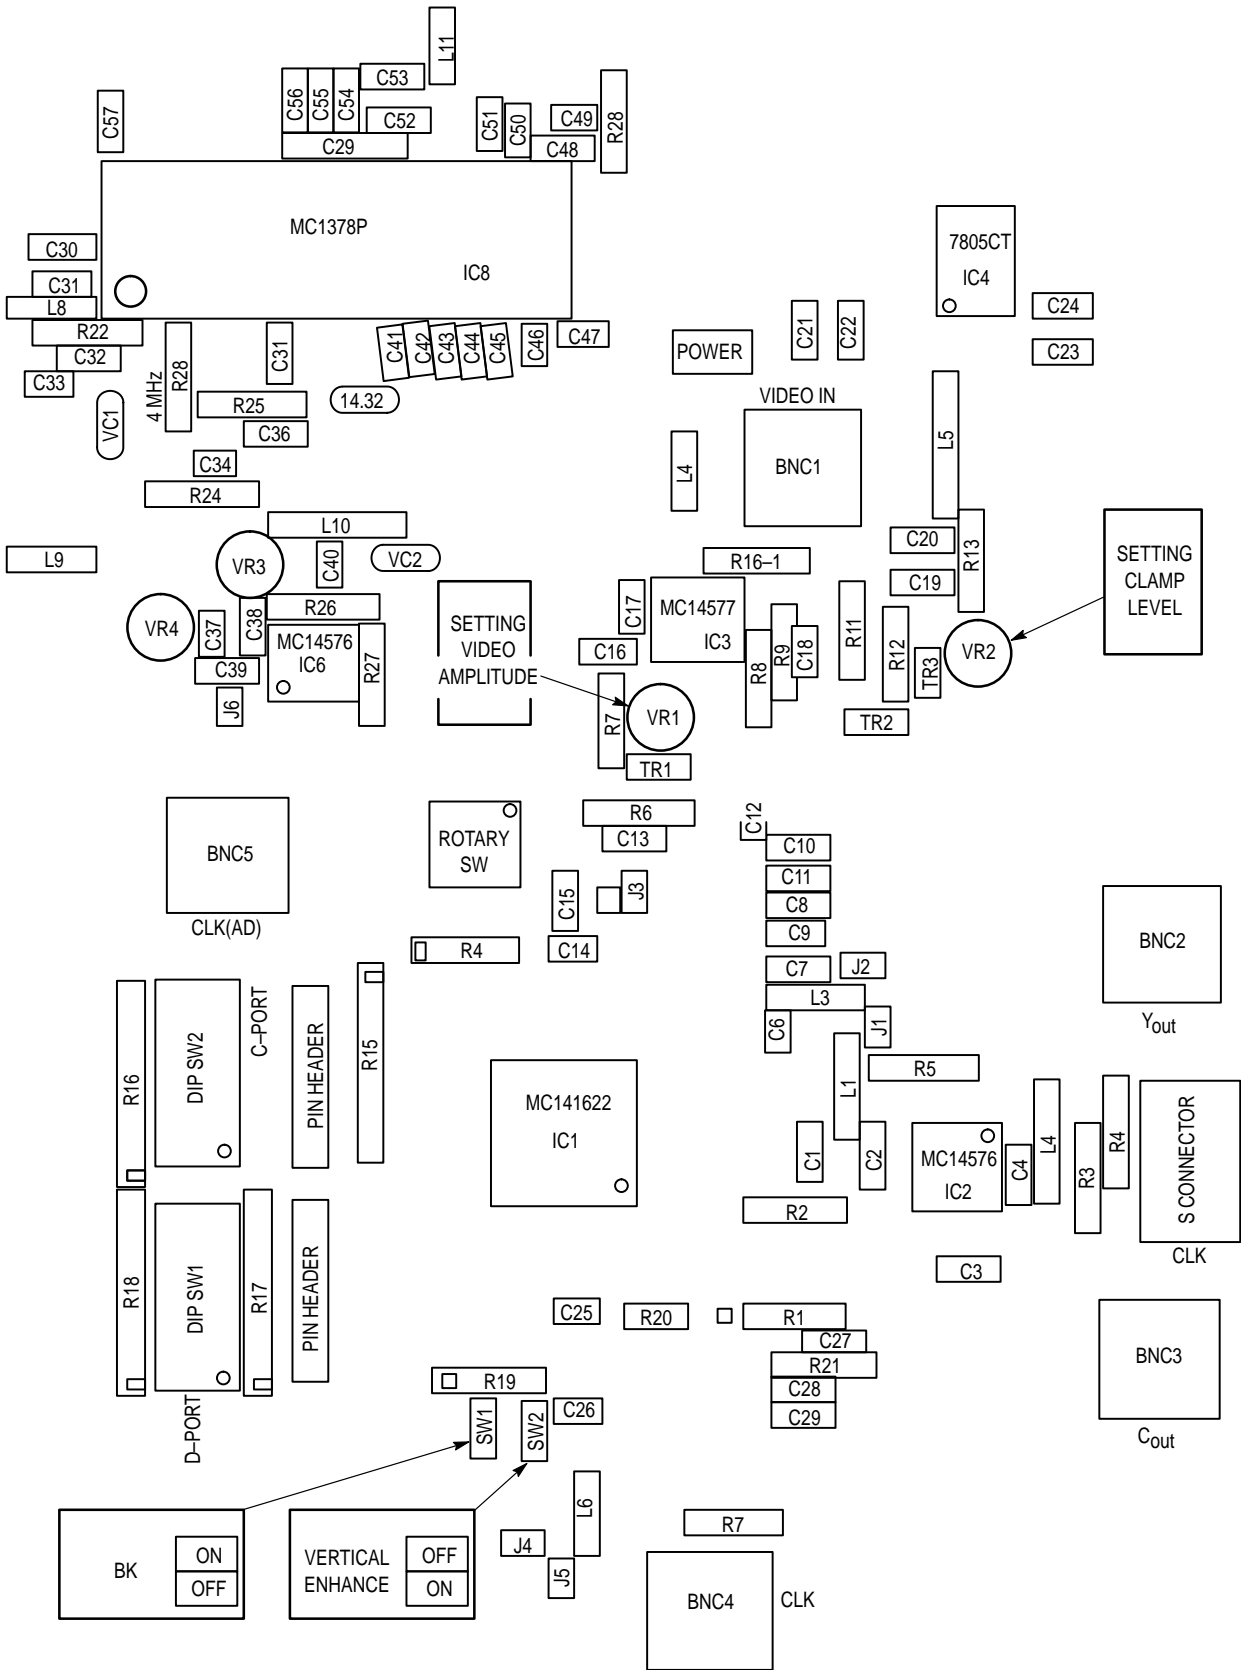 L11
C53
C56
C55
C54
C52
C29
C57
C51
C50
C49
C48
R28
MC1378P
IC8
C30
C31
L8
R22
C32
C33
VC1
4 MHz
R28
C31
R25
C36
14.32
C41
C42
C43
C44
C45
C46
C47
7805CT
IC4
C24
C23
C21
C22
POWER
VIDEO IN
BNC1
L4
L5
C34
R24
L10
L9
VR3
C40
VC2
R16–1
C20
C19
R13
SETTING
CLAMP
LEVEL
VR4
C37
C38
R26
MC14576
IC6
C39
J6
R27
SETTING
VIDEO
AMPLITUDE
C17
C16
MC14577
IC3
R8
R9
C18
R11
R12
TR3
VR2
TR2
R7
VR1
TR1
BNC5
CLK(AD)
ROTARY
SW
R6
C13
C12
C10
C11
C8
C9
C15
J3
C14
R4
C7
J2
L3
C6
J1
BNC2
Yout
R16
DIP SW2
C–PORT
PIN HEADER
R15
MC141622
IC1
L1
R5
C1
C2
R2
MC14576
IC2
C4
L4
R3
R4
S CONNECTOR
CLK
C3
R18
DIP SW1
R17
PIN HEADER
D–PORT
C25
R20
R1
C27
R21
C28
C29
BNC3
Cout
R19
SW1
SW2
C26
L6
J4
J5
BK
ON
OFF
VERTICAL
ENHANCE
OFF
ON
R7
BNC4
CLK